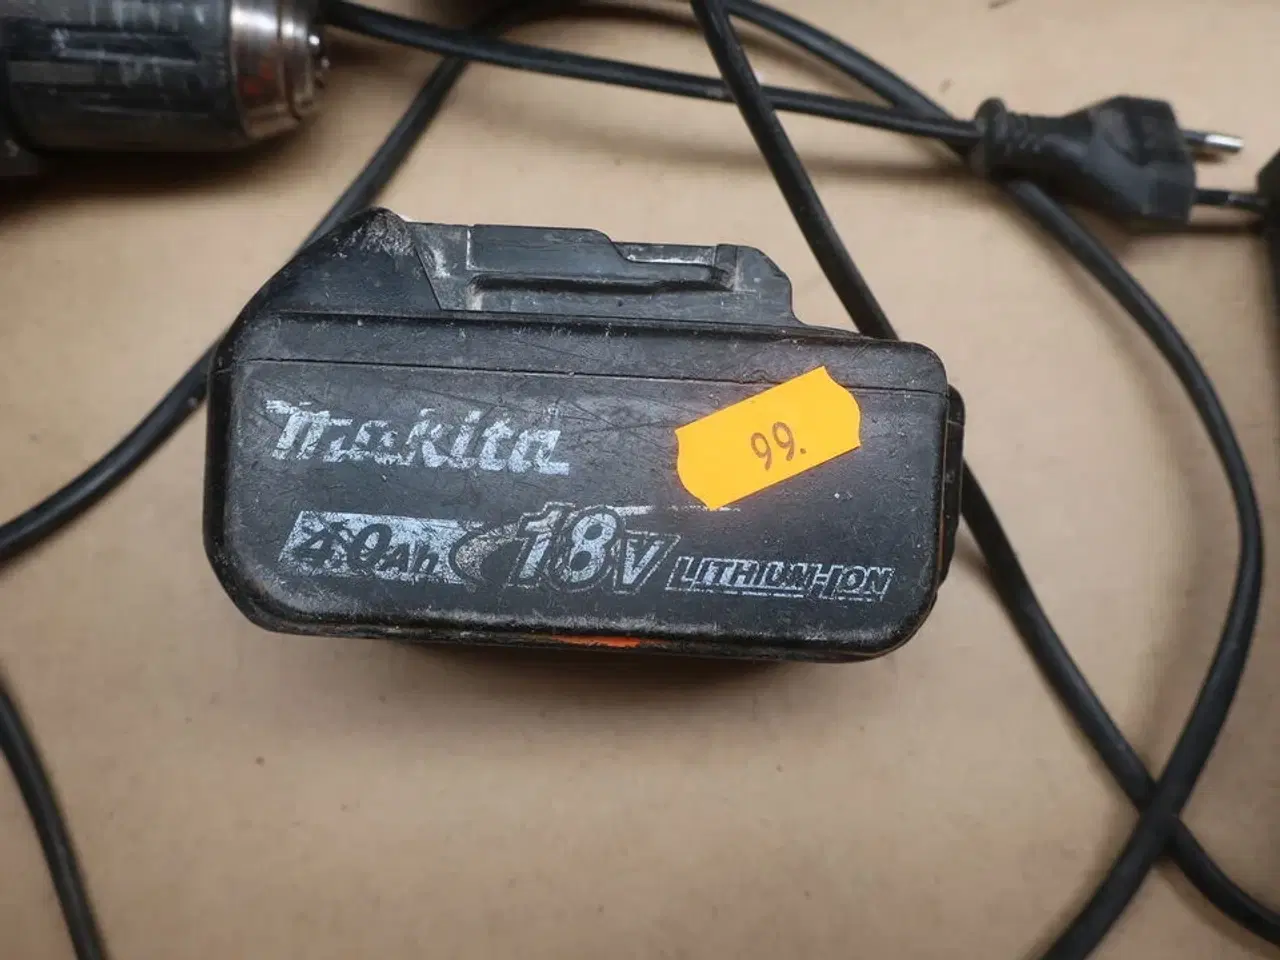 makita
99.
4.0Ah 18V LITHIUM-ION